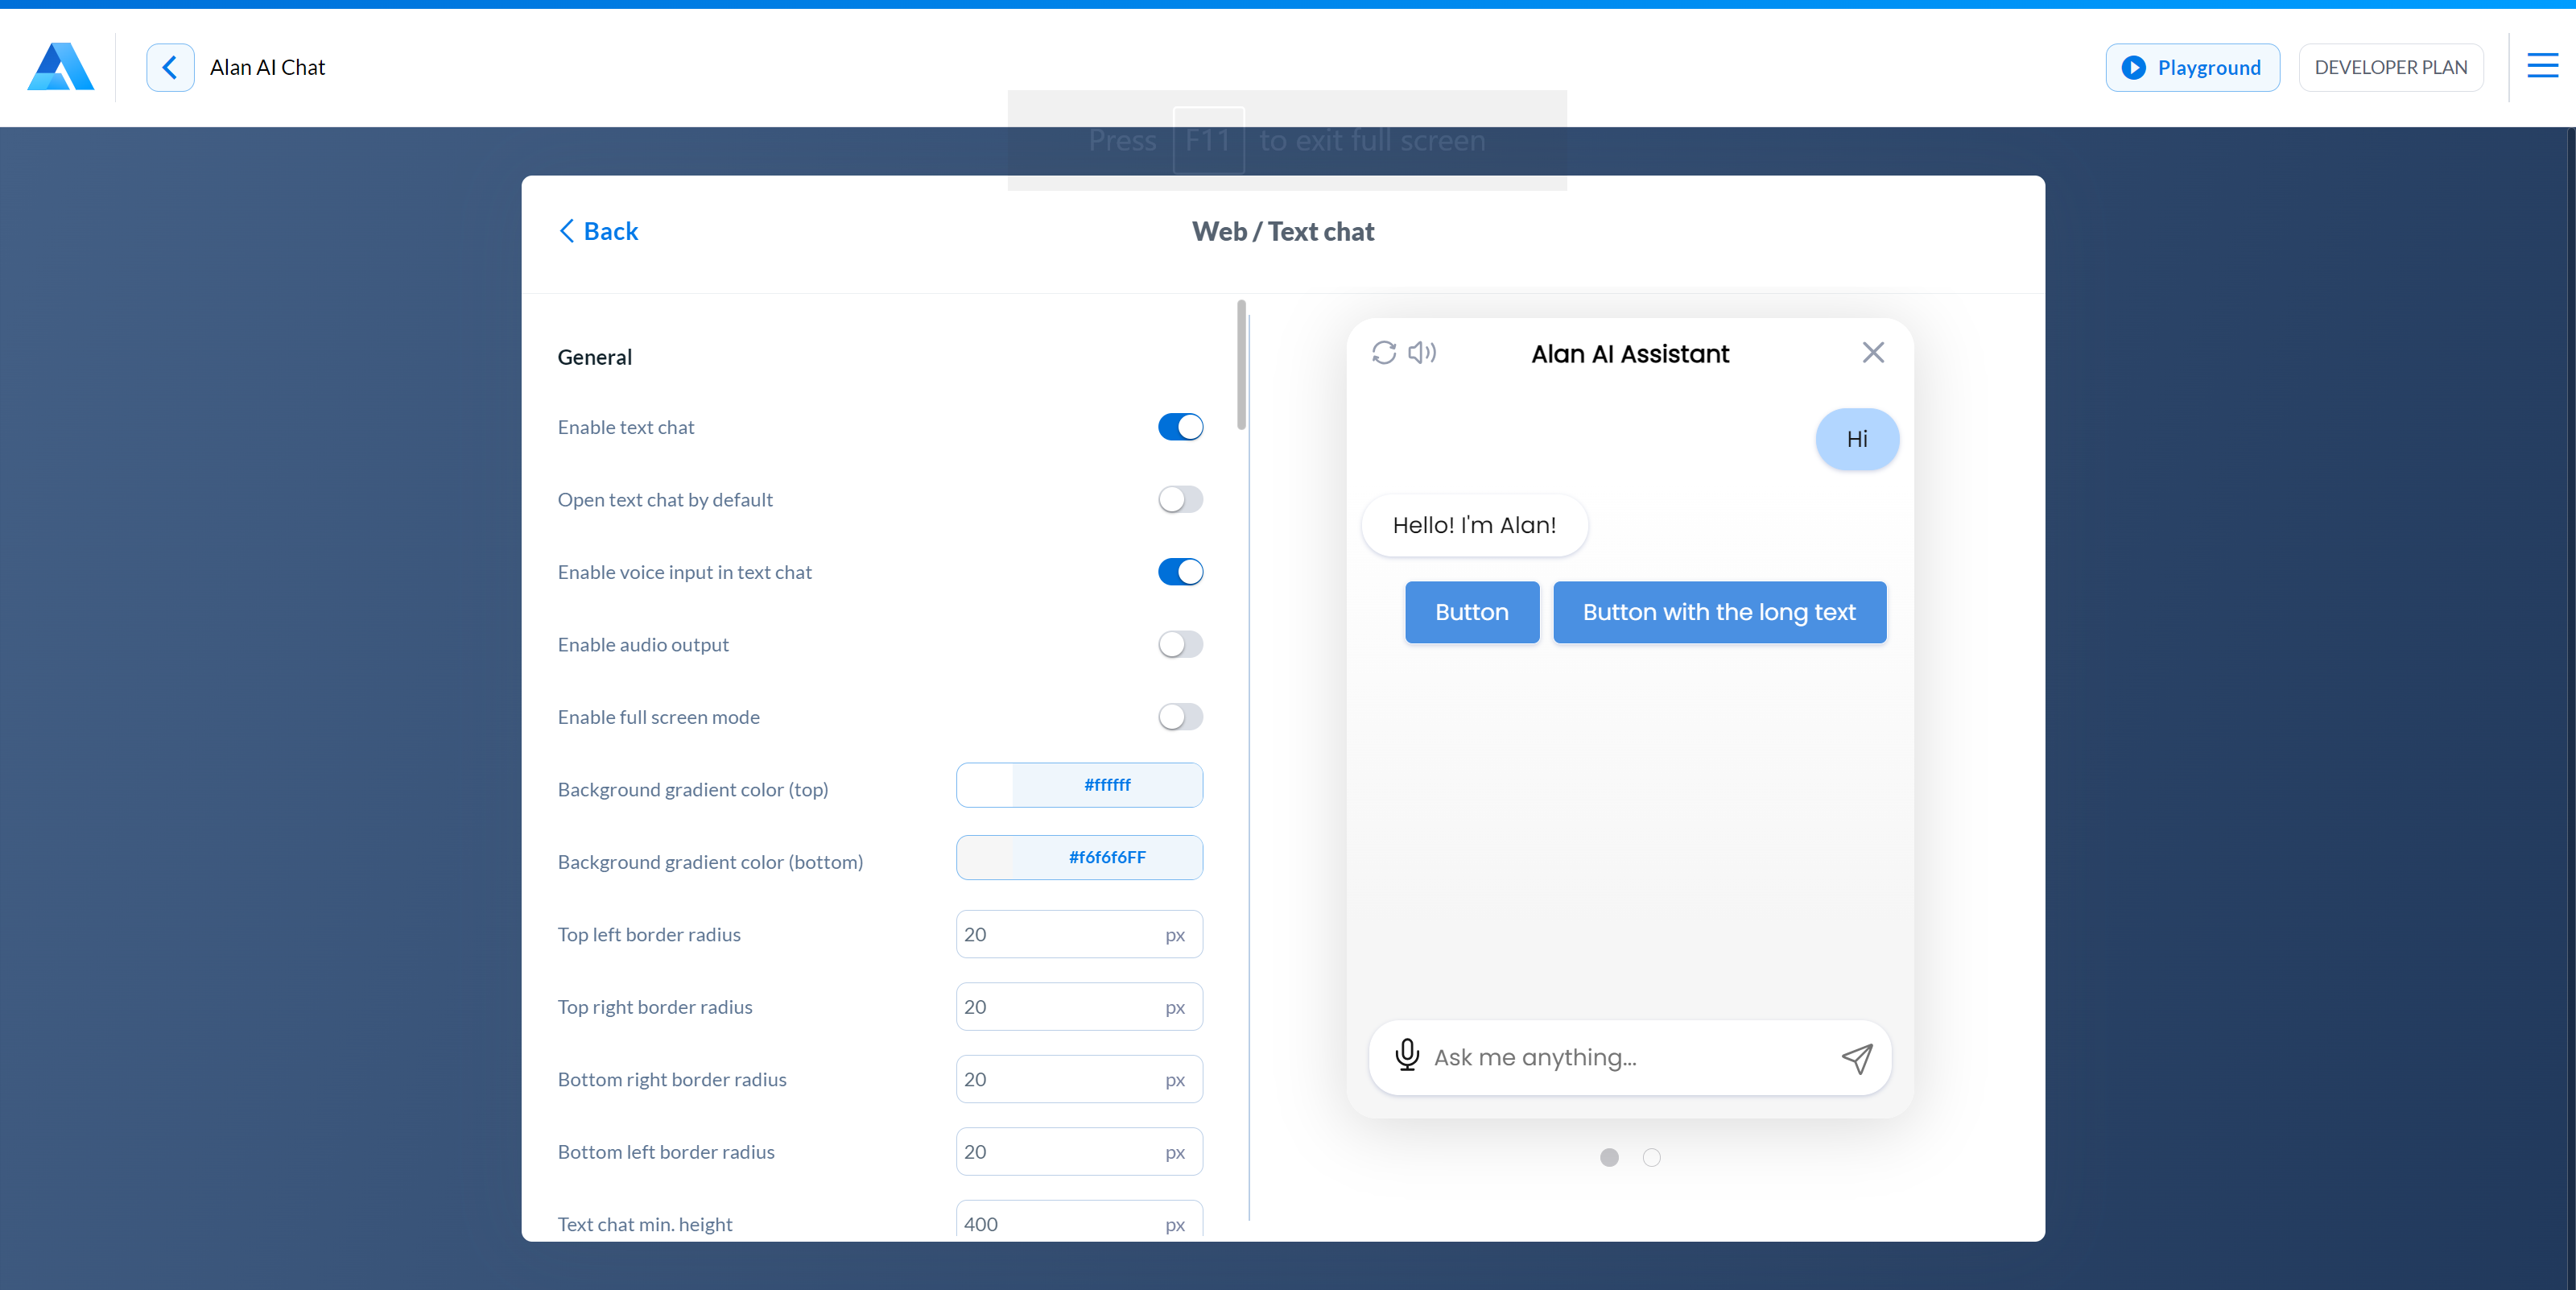 Alan AI Chat
Playground
DEVELOPER PLAN
Press F11 to exit full screen
Back
Web / Text chat
General
Enable text chat
Open text chat by default
Enable voice input in text chat
Enable audio output
Enable full screen mode
Background gradient color (top)
#ffffff
Background gradient color (bottom)
#f6f6f6FF
Top left border radius
20 px
Top right border radius
20 px
Bottom right border radius
20 px
Bottom left border radius
20 px
Text chat min. height
400 px
Alan AI Assistant
Hi
Hello! I'm Alan!
Button
Button with the long text
Ask me anything...